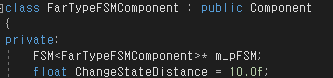 class FarTypeFSMComponent : public Component
{
private:
FSM<FarTypeFSMComponent>* m_pFSM;
float ChangeStateDistance = 10.0f;